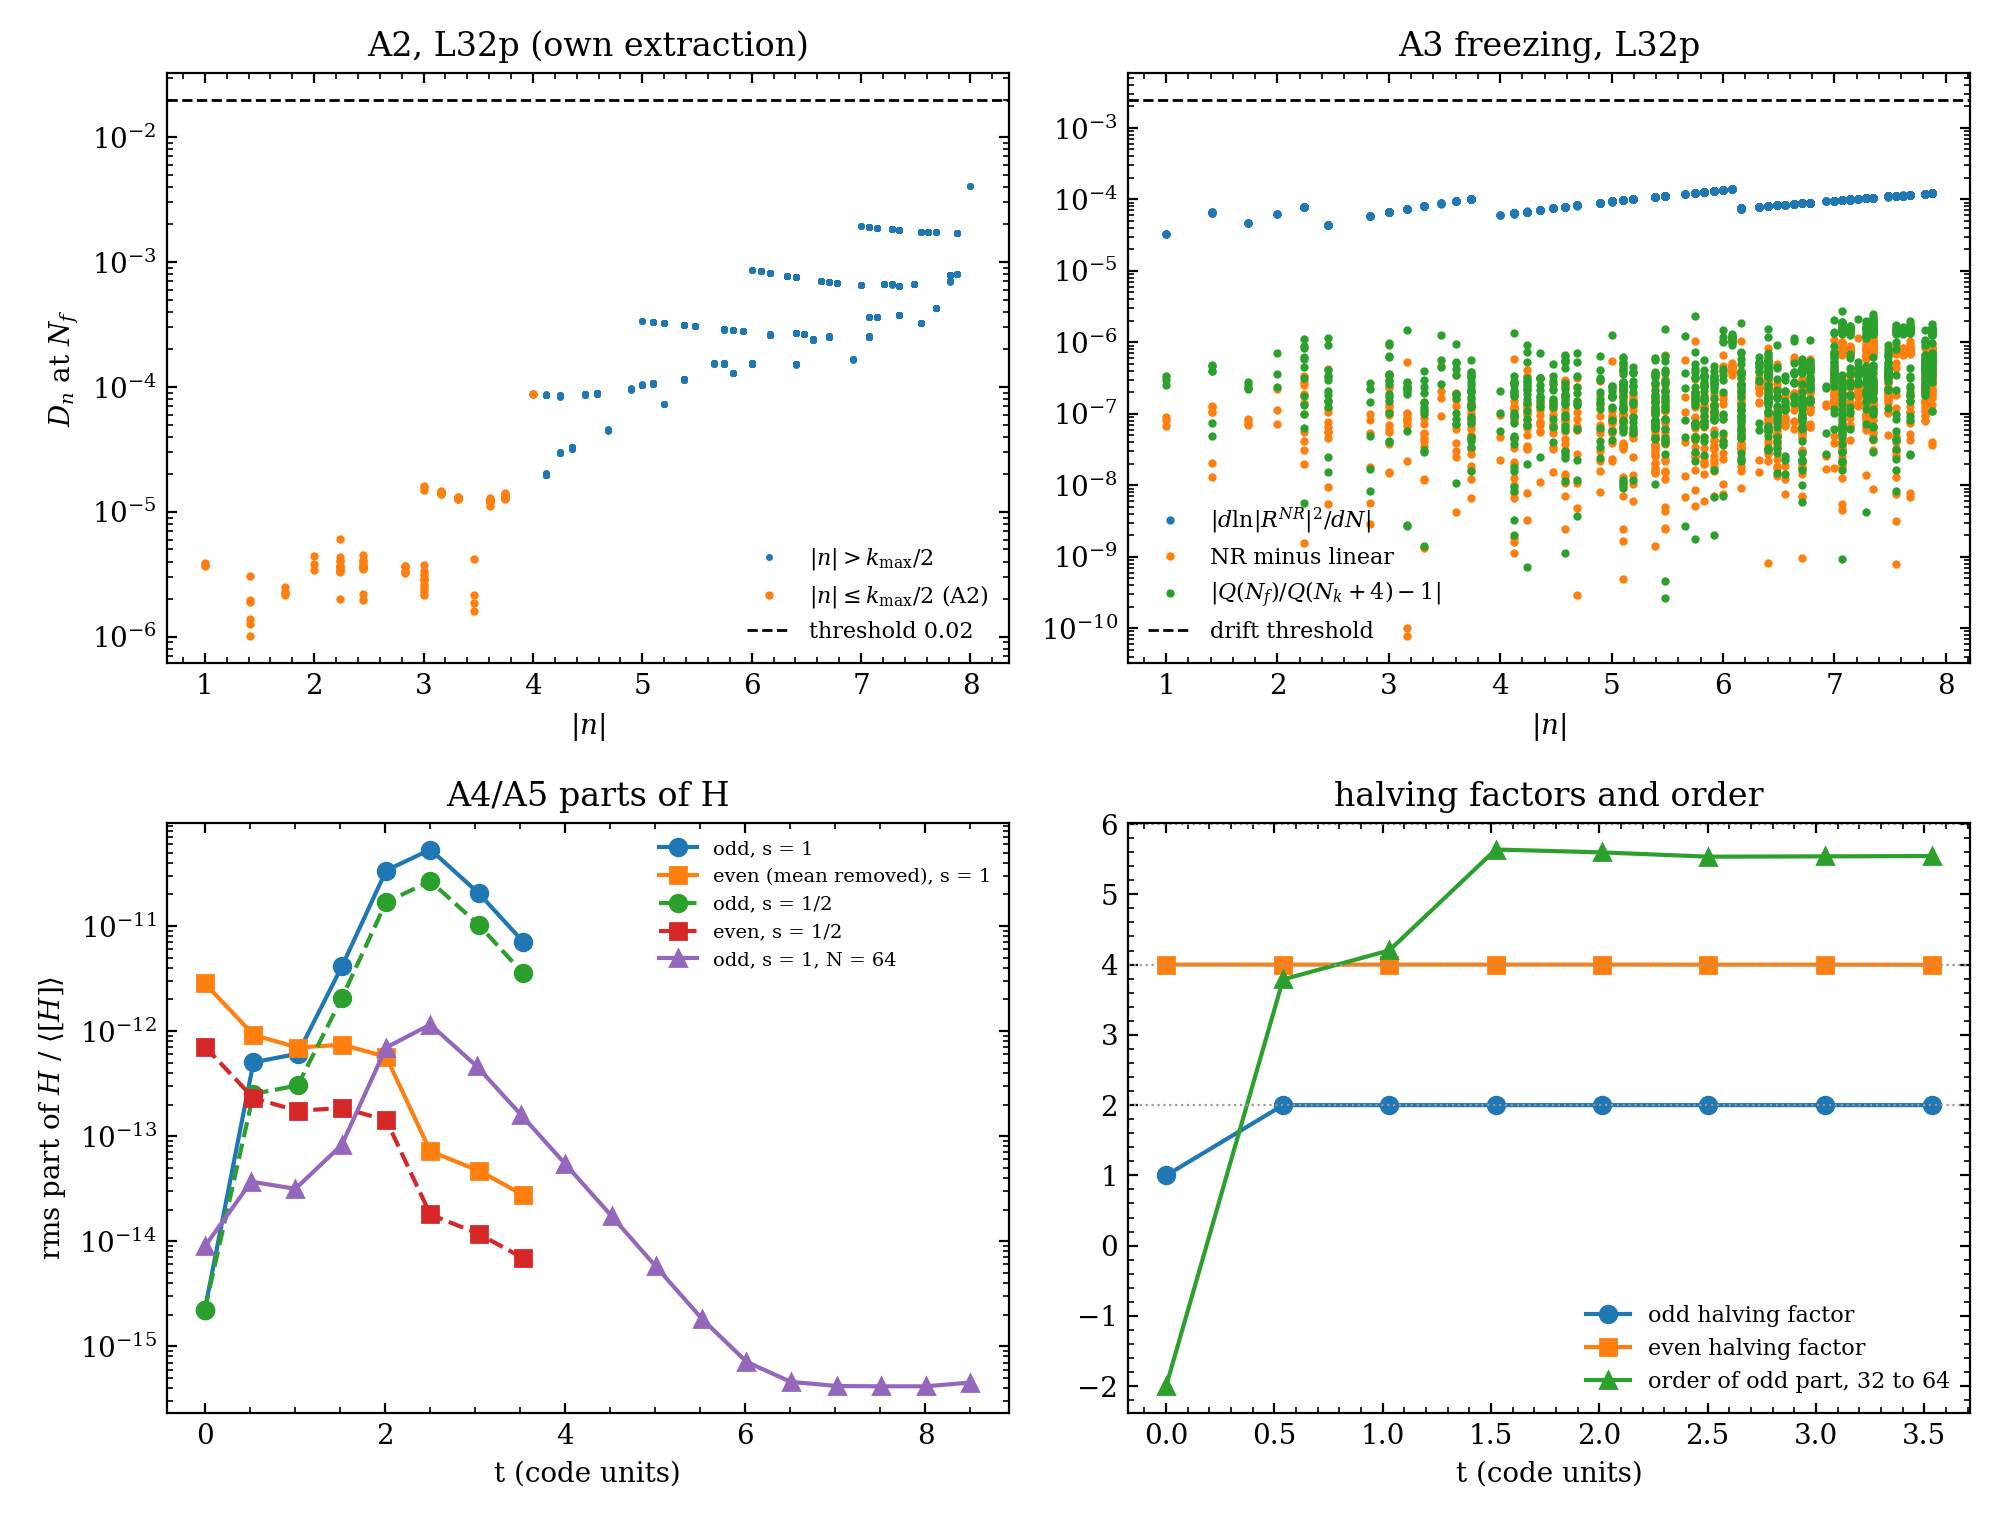 A2, L32p (own extraction)
10⁻²
10⁻³
10⁻⁴
10⁻⁵
10⁻⁶
Dₙ at N_f
|n| > k_max/2
|n| ≤ k_max/2 (A2)
threshold 0.02
1 2 3 4 5 6 7 8
|n|
A3 freezing, L32p
10⁻³
10⁻⁴
10⁻⁵
10⁻⁶
10⁻⁷
10⁻⁸
10⁻⁹
10⁻¹⁰
|d ln|R^{NR}|²/dN|
NR minus linear
|Q(N_f)/Q(N_k + 4) − 1|
drift threshold
1 2 3 4 5 6 7 8
|n|
A4/A5 parts of H
10⁻¹¹
10⁻¹²
10⁻¹³
10⁻¹⁴
10⁻¹⁵
rms part of H / ⟨[H]⟩
odd, s = 1
even (mean removed), s = 1
odd, s = 1/2
even, s = 1/2
odd, s = 1, N = 64
0 2 4 6 8
t (code units)
halving factors and order
6
5
4
3
2
1
0
−1
−2
odd halving factor
even halving factor
order of odd part, 32 to 64
0.0 0.5 1.0 1.5 2.0 2.5 3.0 3.5
t (code units)